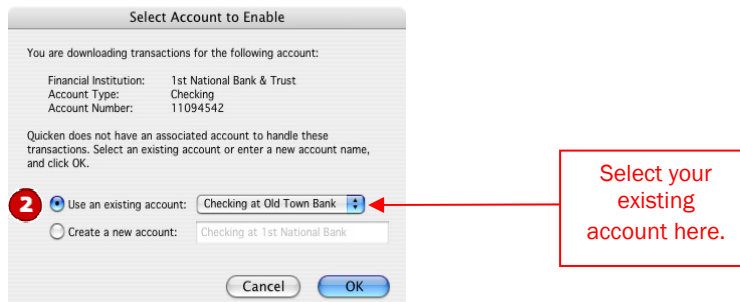 Select Account to Enable
You are downloading transactions for the following account:
Financial Institution: 1st National Bank & Trust
Account Type: Checking
Account Number: 11094542
Quicken does not have an associated account to handle these
transactions. Select an existing account or enter a new account name,
and click OK.
2 Use an existing account: Checking at Old Town Bank
Create a new account: Checking at 1st National Bank
Cancel OK
Select your
existing
account here.